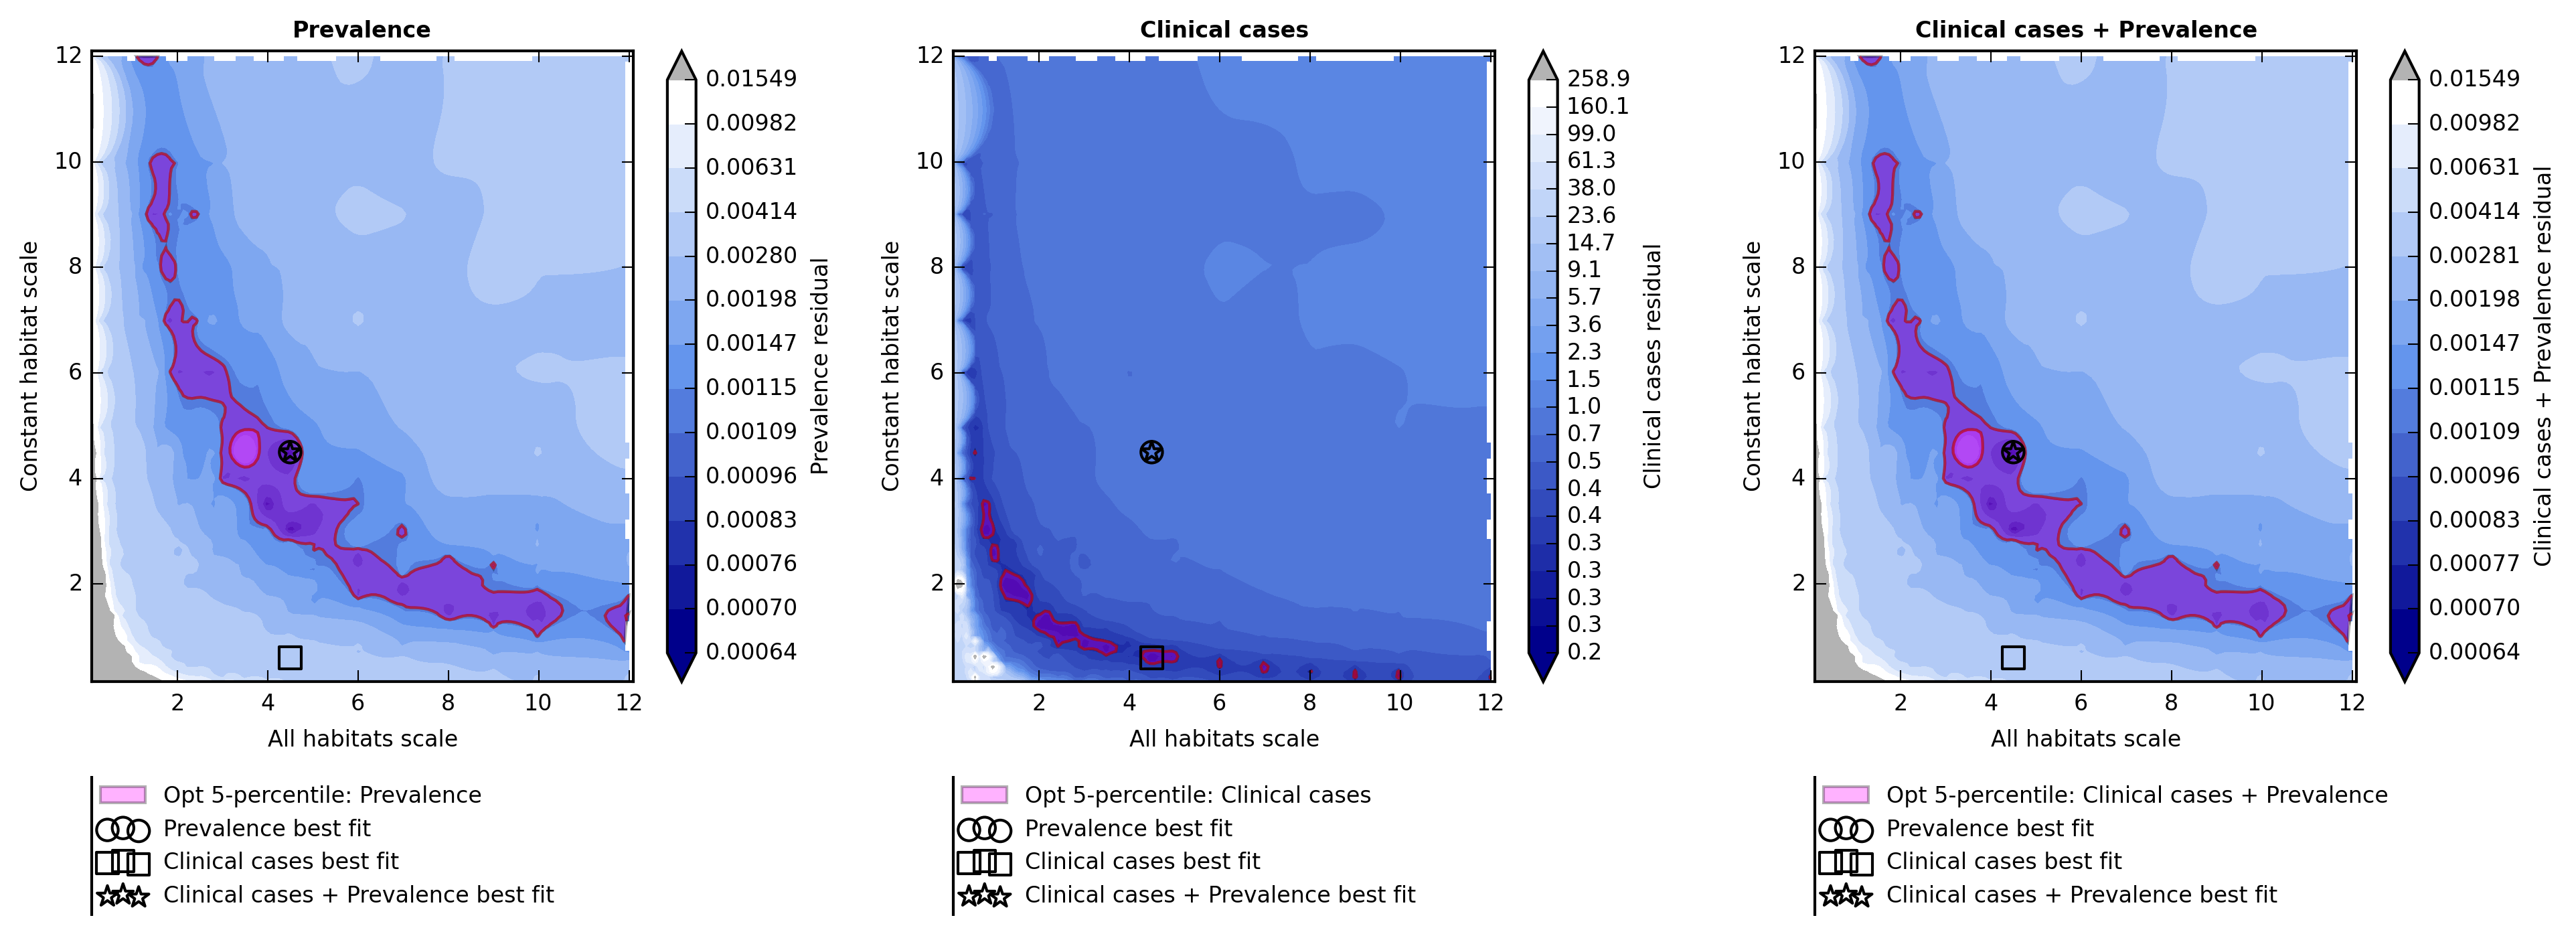 Prevalence
12
10
8
6
4
2
Constant habitat scale
2 4 6 8 10 12
All habitats scale
0.01549
0.00982
0.00631
0.00414
0.00280
0.00198
0.00147
0.00115
0.00109
0.00096
0.00083
0.00076
0.00070
0.00064
Prevalence residual
Opt 5-percentile: Prevalence
Prevalence best fit
Clinical cases best fit
Clinical cases + Prevalence best fit
Clinical cases
12
10
8
6
4
2
Constant habitat scale
2 4 6 8 10 12
All habitats scale
258.9
160.1
99.0
61.3
38.0
23.6
14.7
9.1
5.7
3.6
2.3
1.5
1.0
0.7
0.5
0.4
0.4
0.3
0.3
0.3
0.3
0.2
Clinical cases residual
Opt 5-percentile: Clinical cases
Prevalence best fit
Clinical cases best fit
Clinical cases + Prevalence best fit
Clinical cases + Prevalence
12
10
8
6
4
2
Constant habitat scale
2 4 6 8 10 12
All habitats scale
0.01549
0.00982
0.00631
0.00414
0.00281
0.00198
0.00147
0.00115
0.00109
0.00096
0.00083
0.00077
0.00070
0.00064
Clinical cases + Prevalence residual
Opt 5-percentile: Clinical cases + Prevalence
Prevalence best fit
Clinical cases best fit
Clinical cases + Prevalence best fit